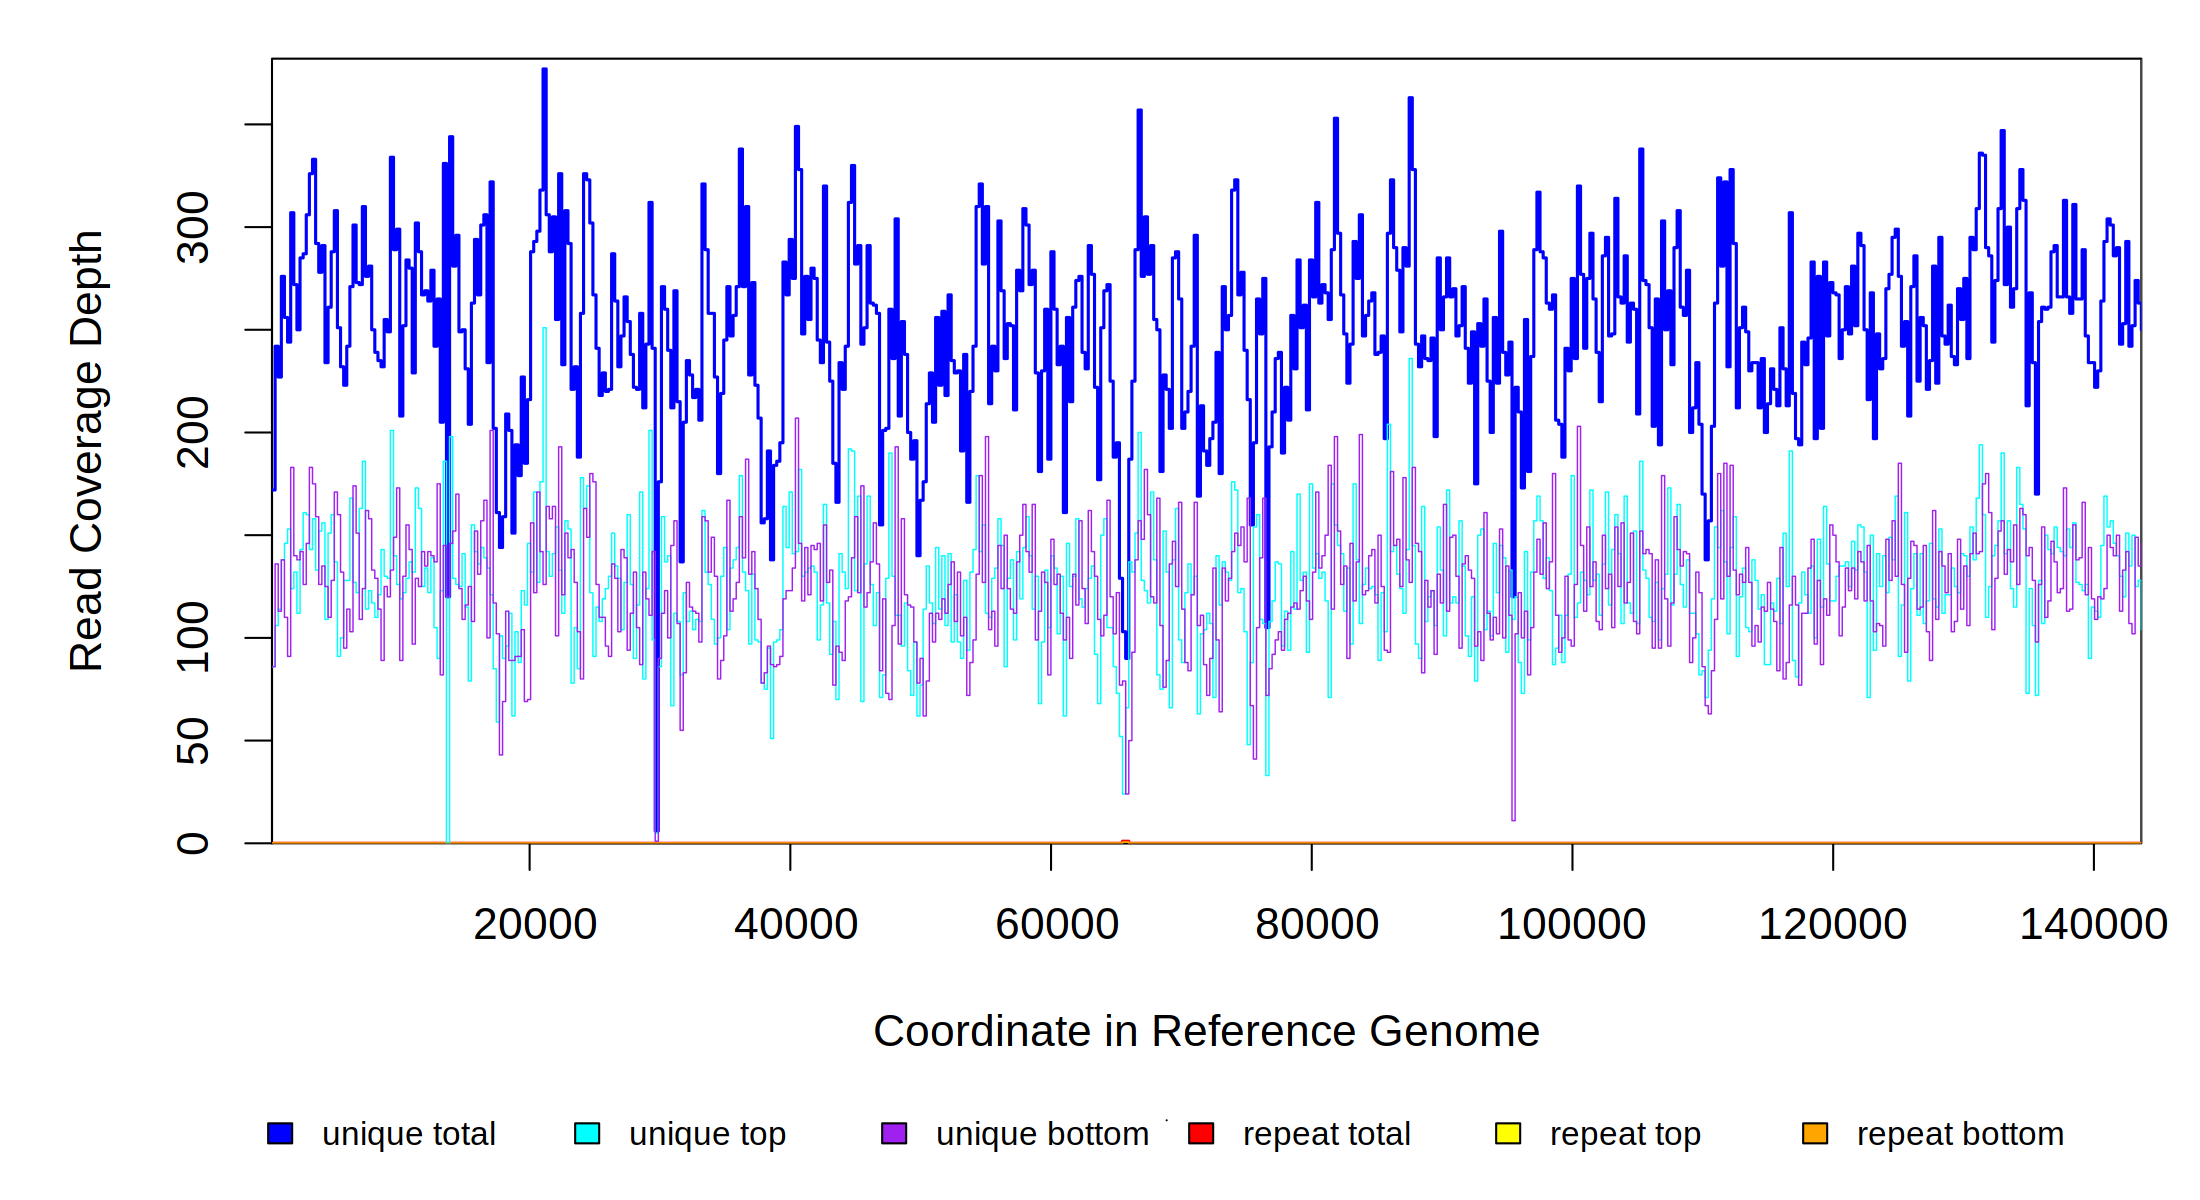 Read Coverage Depth
300
200
100
50
0
20000 40000 60000 80000 100000 120000 140000
Coordinate in Reference Genome
unique total unique top unique bottom repeat total repeat top repeat bottom